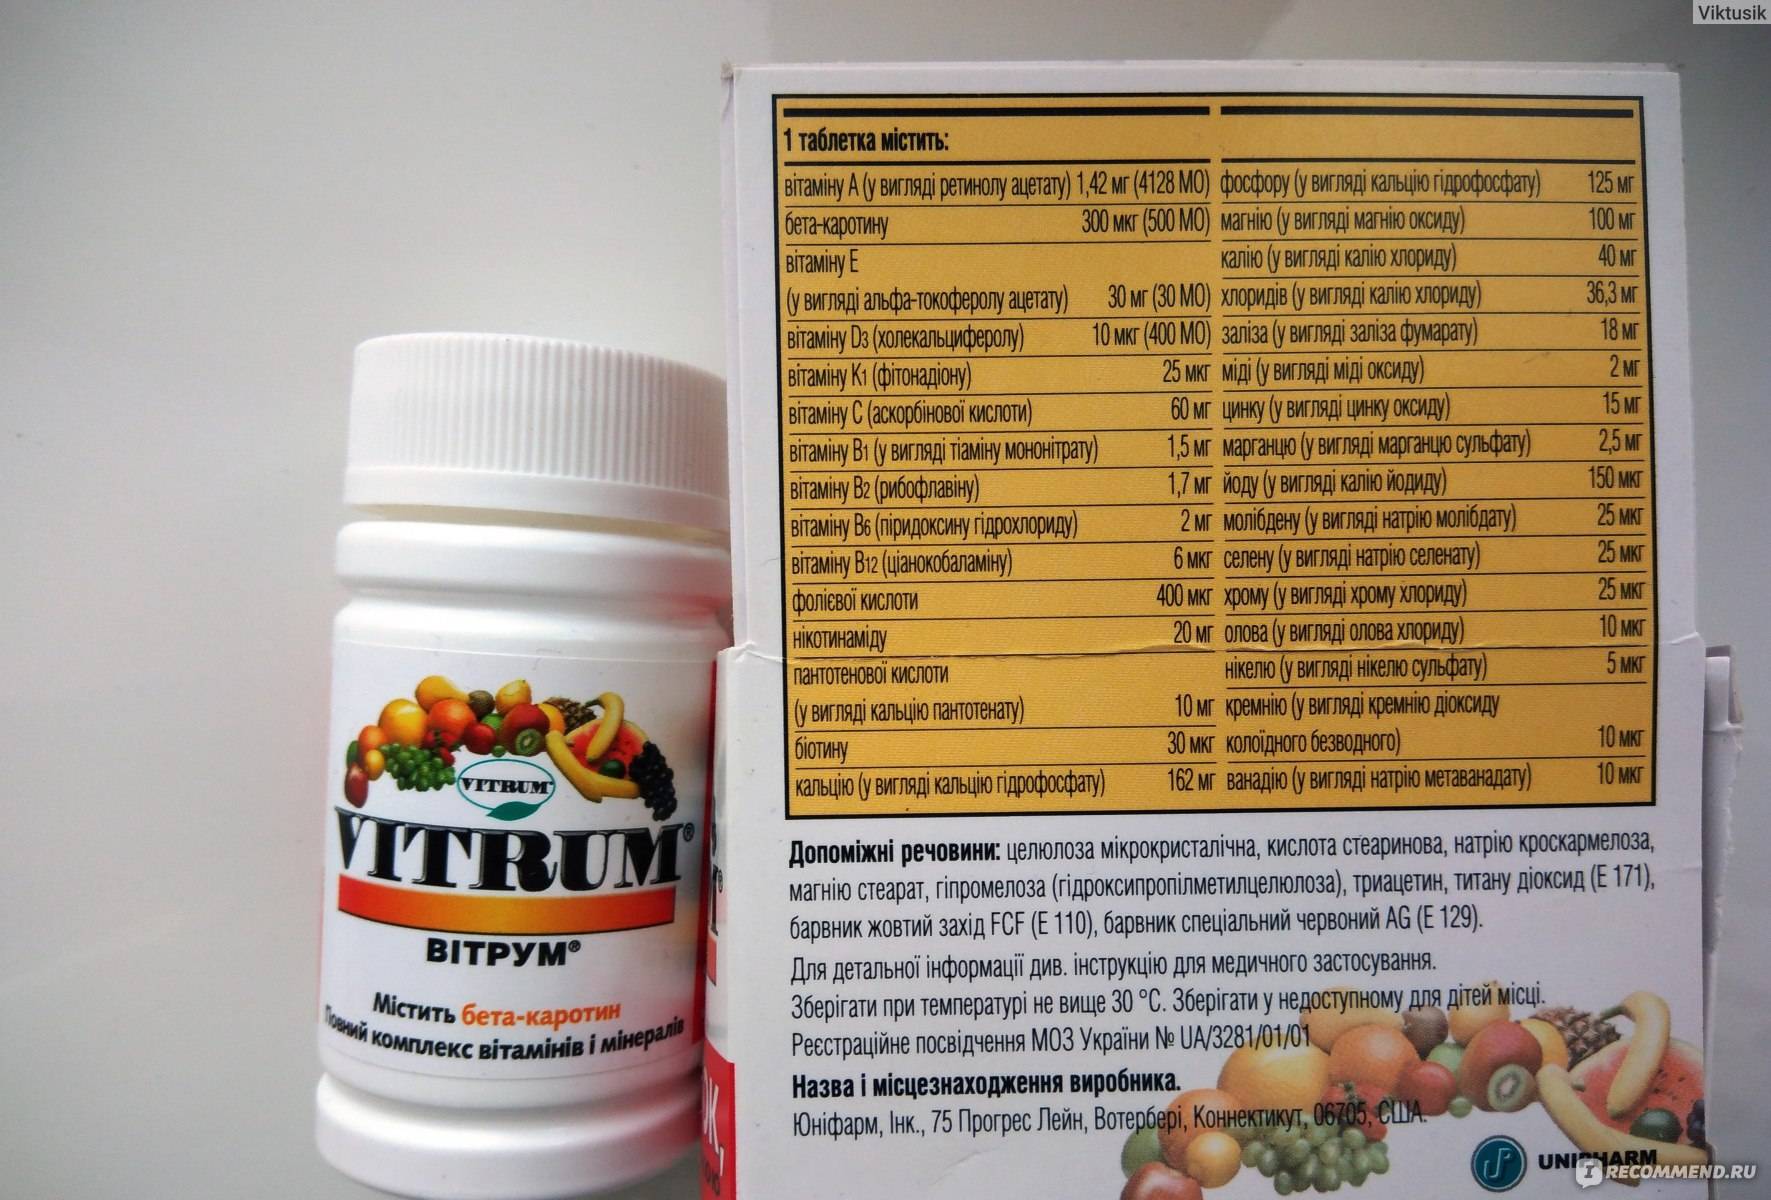 Viktusik
VITRUM®
VITRUM®
ВІТРУМ®
Містить бета-каротин
Повний комплекс вітамінів і мінералів
1 таблетка містить:
вітаміну А (у вигляді ретинолу ацетату) 1,42 мг (4128 МО)
бета-каротину 300 мкг (500 МО)
вітаміну Е
(у вигляді альфа-токоферолу ацетату) 30 мг (30 МО)
вітаміну D3 (холекальциферолу) 10 мкг (400 МО)
вітаміну К1 (фітонадіону) 25 мкг
вітаміну С (аскорбінової кислоти) 60 мг
вітаміну В1 (у вигляді тіаміну мононітрату) 1,5 мг
вітаміну В2 (рибофлавіну) 1,7 мг
вітаміну В6 (піридоксину гідрохлориду) 2 мг
вітаміну В12 (ціанокобаламіну) 6 мкг
фолієвої кислоти 400 мкг
нікотинаміду 20 мг
пантотенової кислоти
(у вигляді кальцію пантотенату) 10 мг
біотину 30 мкг
кальцію (у вигляді кальцію гідрофосфату) 162 мг
фосфору (у вигляді кальцію гідрофосфату) 125 мг
магнію (у вигляді магнію оксиду) 100 мг
калію (у вигляді калію хлориду) 40 мг
хлоридів (у вигляді калію хлориду) 36,3 мг
заліза (у вигляді заліза фумарату) 18 мг
міді (у вигляді міді оксиду) 2 мг
цинку (у вигляді цинку оксиду) 15 мг
марганцю (у вигляді марганцю сульфату) 2,5 мг
йоду (у вигляді калію йодиду) 150 мкг
молібдену (у вигляді натрію молібдату) 25 мкг
селену (у вигляді натрію селенату) 25 мкг
хрому (у вигляді хрому хлориду) 25 мкг
олова (у вигляді олова хлориду) 10 мкг
нікелю (у вигляді нікелю сульфату) 5 мкг
кремнію (у вигляді кремнію діоксиду
колоїдного безводного) 10 мкг
ванадію (у вигляді натрію метаванадату) 10 мкг
Допоміжні речовини: целюлоза мікрокристалічна, кислота стеаринова, натрію кроскармелоза,
магнію стеарат, гіпромелоза (гідроксипропілметилцелюлоза), триацетин, титану діоксид (Е 171),
барвник жовтий захід FCF (Е 110), барвник спеціальний червоний AG (Е 129).
Для детальної інформації див. інструкцію для медичного застосування.
Зберігати при температурі не вище 30 °С. Зберігати у недоступному для дітей місці.
Реєстраційне посвідчення МОЗ України № UA/3281/01/01
Назва і місцезнаходження виробника.
Юніфарм, Інк., 75 Прогрес Лейн, Вотербері, Коннектикут, 06705, США.
UNIPHARM
IRECOMMEND.RU